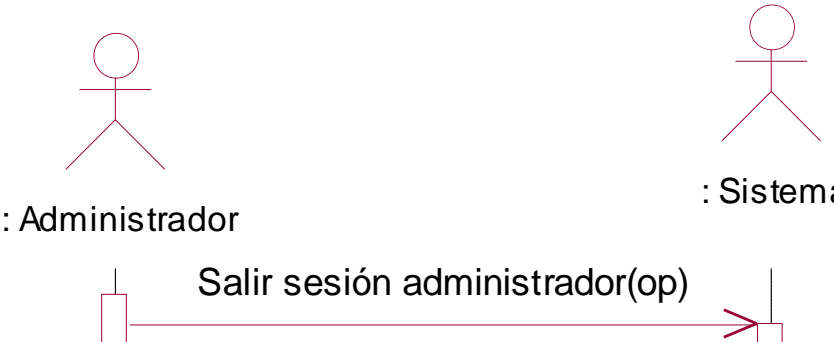 : Sistema
: Administrador
Salir sesión administrador(op)